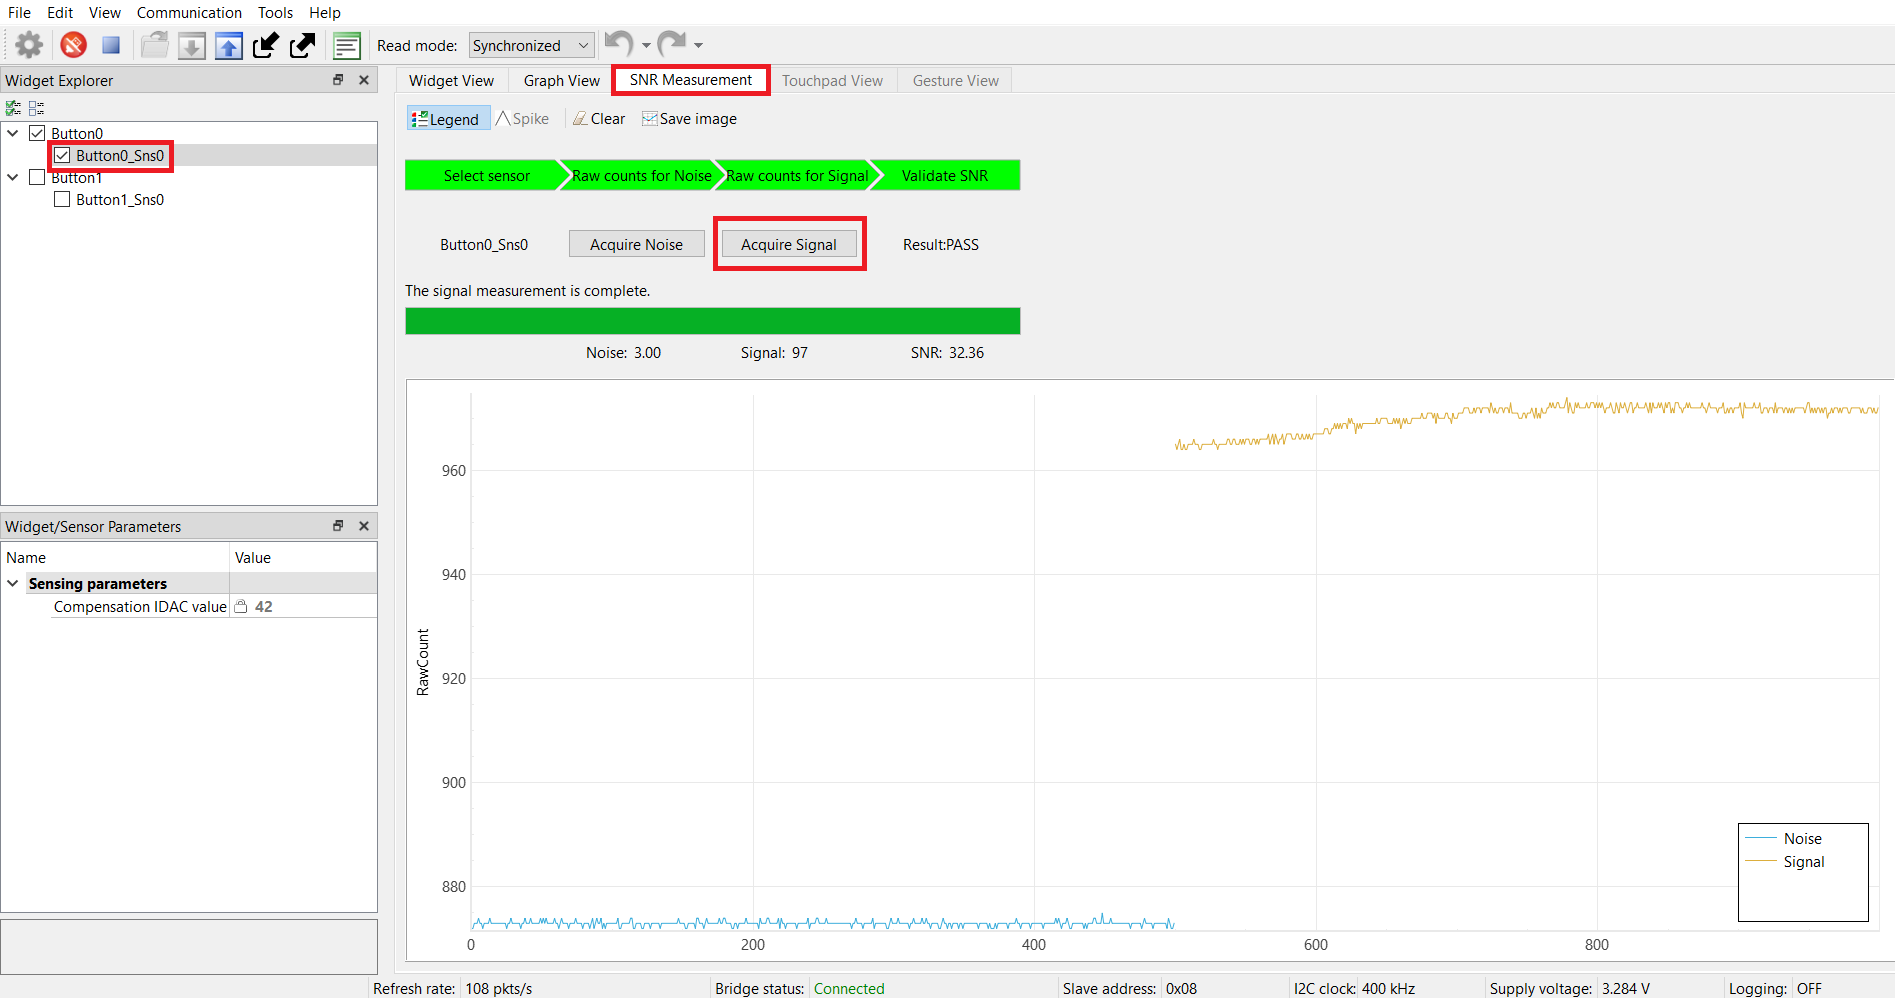 File Edit View Communication Tools Help
Read mode: Synchronized
Widget Explorer
Widget View Graph View SNR Measurement Touchpad View Gesture View
Legend Spike Clear Save image
Button0
Button0_Sns0
Button1
Button1_Sns0
Select sensor Raw counts for Noise Raw counts for Signal Validate SNR
Button0_Sns0 Acquire Noise Acquire Signal Result:PASS
The signal measurement is complete.
Noise: 3.00 Signal: 97 SNR: 32.36
Widget/Sensor Parameters
Name Value
Sensing parameters
Compensation IDAC value 42
RawCount
960
940
920
900
880
0 200 400 600 800
Noise
Signal
Refresh rate: 108 pkts/s Bridge status: Connected Slave address: 0x08 I2C clock: 400 kHz Supply voltage: 3.284 V Logging: OFF